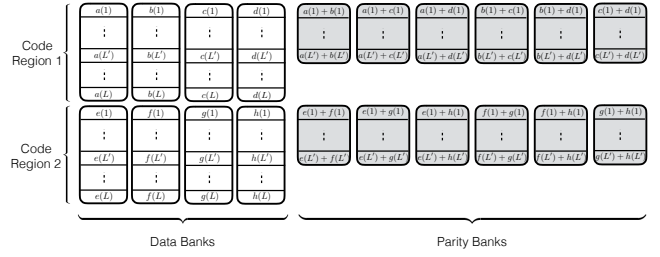 a(1) b(1) c(1) d(1) a(1) + b(1) a(1) + c(1) a(1) + d(1) b(1) + c(1) b(1) + d(1) c(1) + d(1)
Code
Region 1
a(L') b(L') c(L') d(L') a(L') + b(L') a(L') + c(L') a(L') + d(L') b(L') + c(L') b(L') + d(L') c(L') + d(L')
a(L) b(L) c(L) d(L)
e(1) f(1) g(1) h(1) e(1) + f(1) e(1) + g(1) e(1) + h(1) f(1) + g(1) f(1) + h(1) g(1) + h(1)
Code
Region 2
e(L') f(L') g(L') h(L') e(L') + f(L') e(L') + g(L') e(L') + h(L') f(L') + g(L') f(L') + h(L') g(L') + h(L')
e(L) f(L) g(L) h(L)
Data Banks Parity Banks